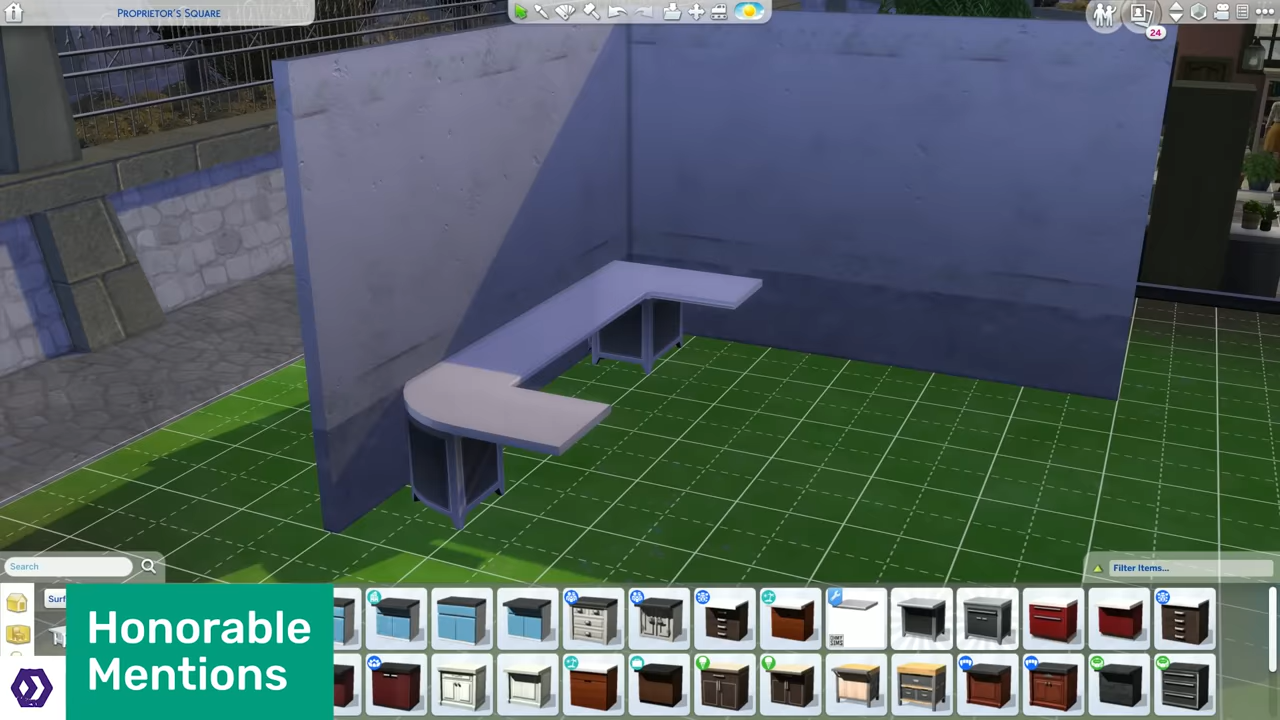 Proprietor's Square
24
Search
Filter Items...
Surf
Honorable
Mentions